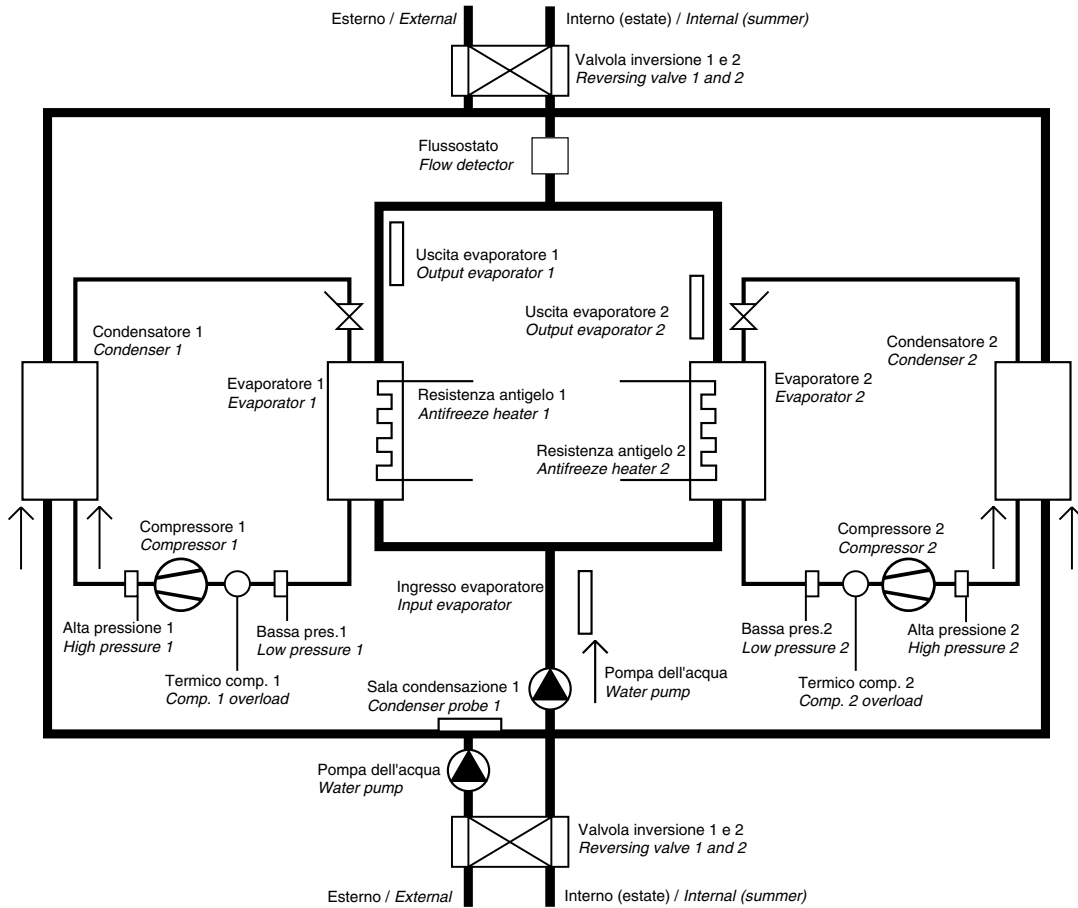 Esterno / External
Interno (estate) / Internal (summer)
Valvola inversione 1 e 2
Reversing valve 1 and 2
Flussostato
Flow detector
Uscita evaporatore 1
Output evaporator 1
Uscita evaporatore 2
Output evaporator 2
Condensatore 1
Condenser 1
Condensatore 2
Condenser 2
Evaporatore 1
Evaporator 1
Resistenza antigelo 1
Antifreeze heater 1
Evaporatore 2
Evaporator 2
Resistenza antigelo 2
Antifreeze heater 2
Compressore 1
Compressor 1
Compressore 2
Compressor 2
Ingresso evaporatore
Input evaporator
Alta pressione 1
High pressure 1
Bassa pres.1
Low pressure 1
Bassa pres.2
Low pressure 2
Alta pressione 2
High pressure 2
Termico comp. 1
Comp. 1 overload
Sala condensazione 1
Condenser probe 1
Pompa dell'acqua
Water pump
Termico comp. 2
Comp. 2 overload
Pompa dell'acqua
Water pump
Valvola inversione 1 e 2
Reversing valve 1 and 2
Esterno / External
Interno (estate) / Internal (summer)